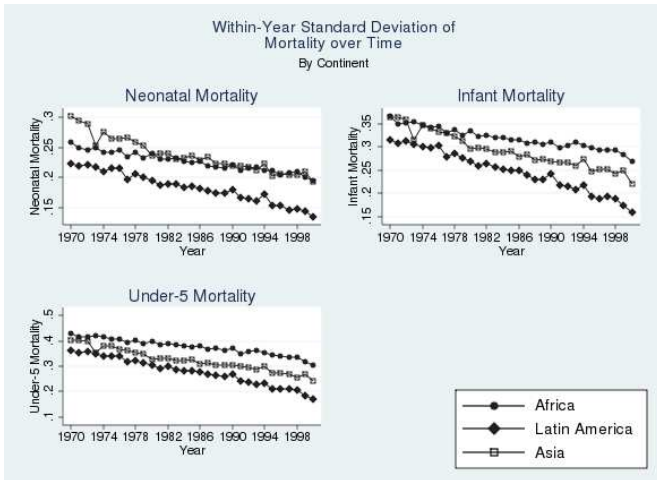 Within-Year Standard Deviation of
Mortality over Time
By Continent
Neonatal Mortality
Neonatal Mortality
.3
.25
.2
.15
1970 1974 1978 1982 1986 1990 1994 1998
Year
Infant Mortality
Infant Mortality
.35
.3
.25
.2
.15
1970 1974 1978 1982 1986 1990 1994 1998
Year
Under-5 Mortality
Under-5 Mortality
.5
.4
.3
.2
.1
1970 1974 1978 1982 1986 1990 1994 1998
Year
Africa
Latin America
Asia